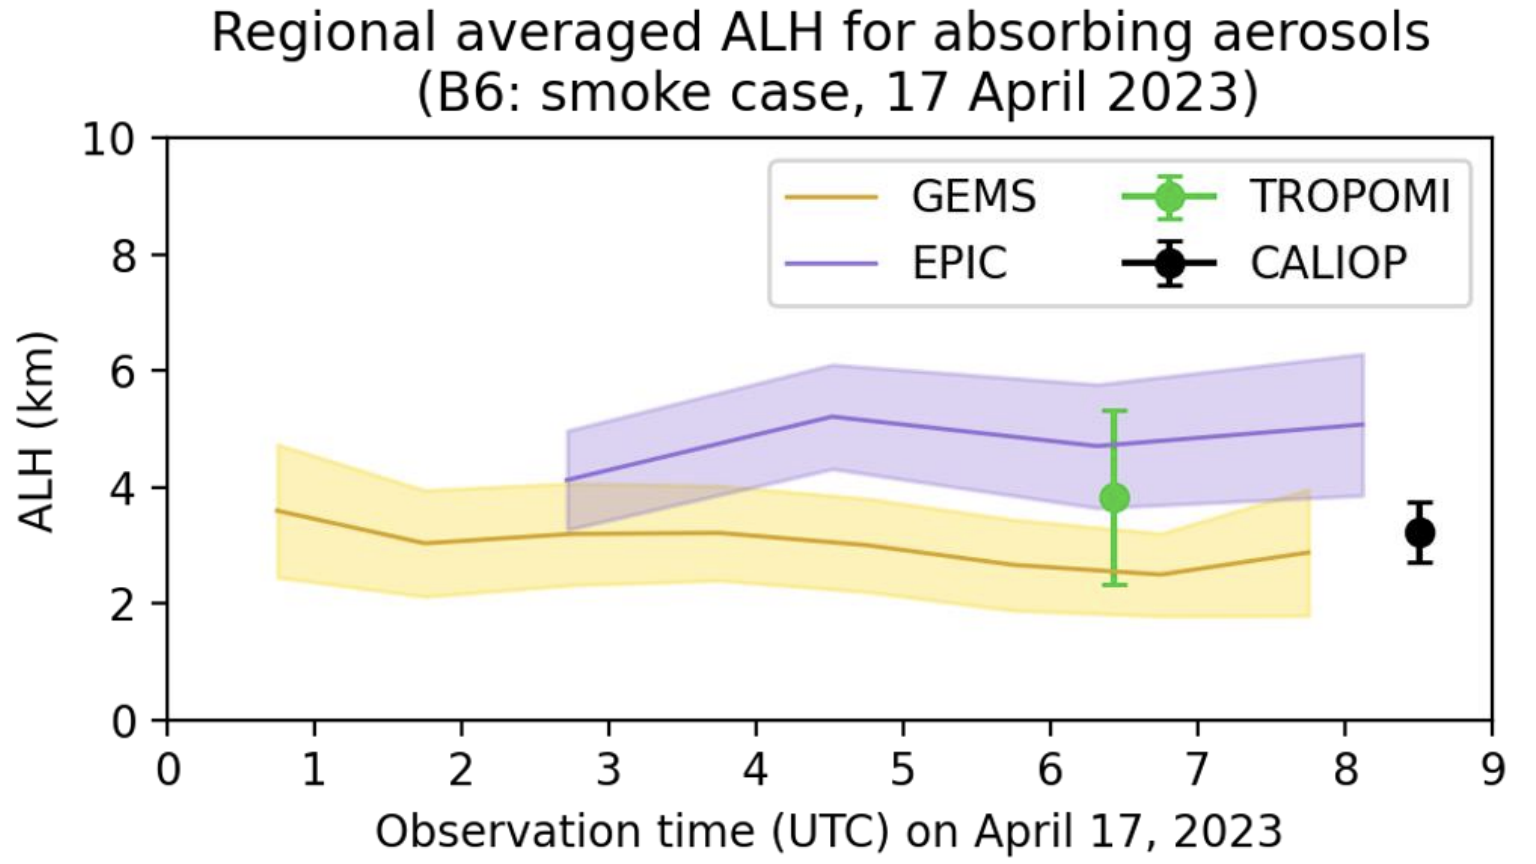 Regional averaged ALH for absorbing aerosols
(B6: smoke case, 17 April 2023)
10
8
6
4
2
0
ALH (km)
GEMS
EPIC
TROPOMI
CALIOP
0 1 2 3 4 5 6 7 8 9
Observation time (UTC) on April 17, 2023